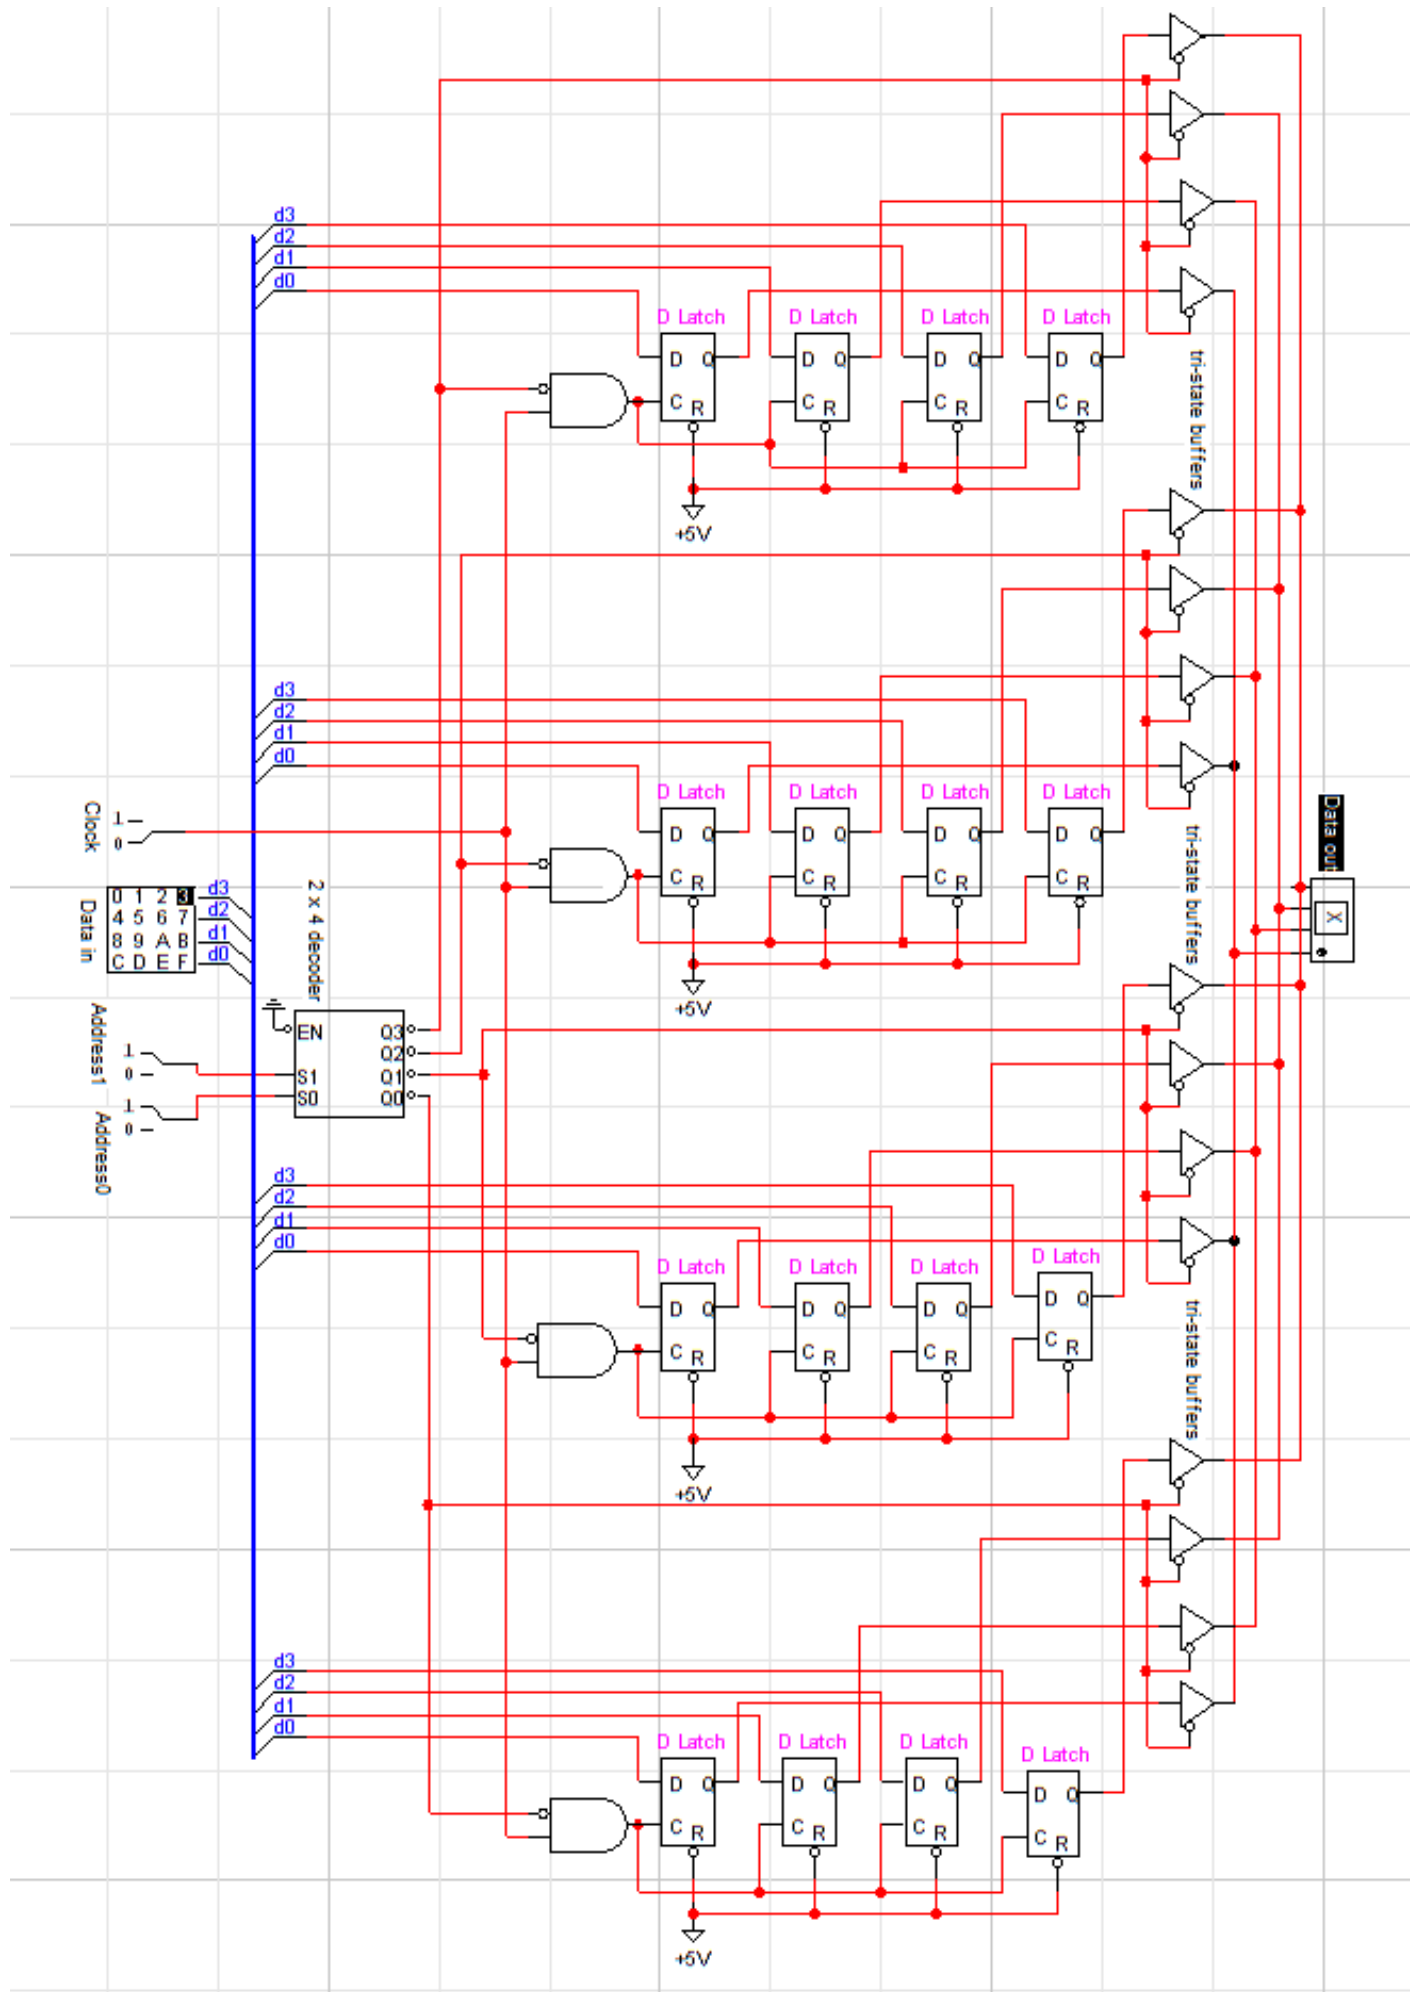 d3
d2
d1
d0
D Latch D Latch D Latch D Latch
D Q D Q D Q D Q
C R C R C R C R
+5V
tri-state buffers
d3
d2
d1
d0
D Latch D Latch D Latch D Latch
D Q D Q D Q D Q
C R C R C R C R
+5V
tri-state buffers
Data out
X
Clock
1
0
0 1 2 3
4 5 6 7
8 9 A B
C D E F
Data in
d3
d2
d1
d0
2 x 4 decoder
EN Q3
Q2
S1 Q1
S0 Q0
Address1
1
0
Address0
1
0
d3
d2
d1
d0
D Latch D Latch D Latch D Latch
D Q D Q D Q D Q
C R C R C R C R
+5V
tri-state buffers
d3
d2
d1
d0
D Latch D Latch D Latch D Latch
D Q D Q D Q D Q
C R C R C R C R
+5V